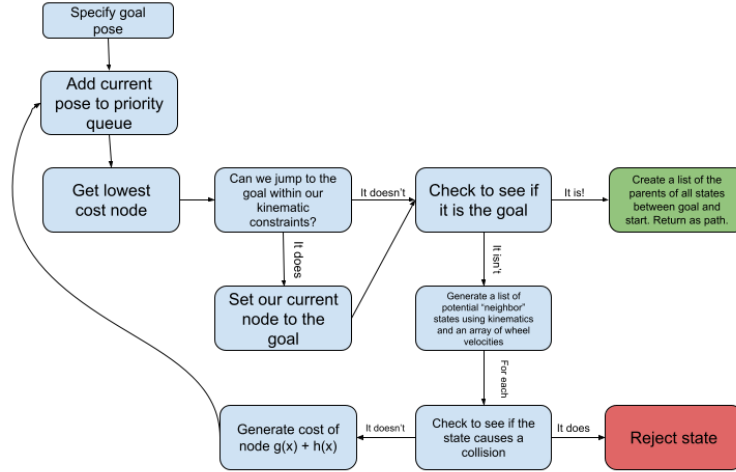 Specify goal
pose
Add current
pose to priority
queue
Get lowest
cost node
Can we jump to the
goal within our
kinematic
constraints?
It doesn't
Check to see if
it is the goal
It is!
Create a list of the
parents of all states
between goal and
start. Return as path.
It does
It isn't
Set our current
node to the
goal
Generate a list of
potential "neighbor"
states using kinematics
and an array of wheel
velocities
For each
Generate cost of
node g(x) + h(x)
It doesn't
Check to see if the
state causes a
collision
It does
Reject state